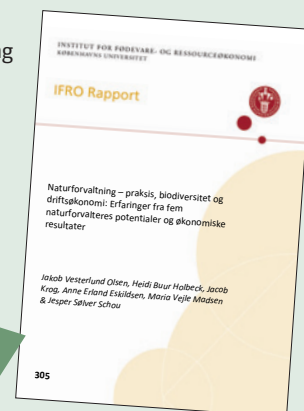 ng
INSTITUT FOR FØDEVARE- OG RESSOURCEØKONOMI
KØBENHAVNS UNIVERSITET
IFRO Rapport
Naturforvaltning – praksis, biodiversitet og
driftsøkonomi: Erfaringer fra fem
naturforvalteres potentialer og økonomiske
resultater
Jakob Vesterlund Olsen, Heidi Buur Holbeck, Jacob
Krog, Anne Erland Eskildsen, Maria Vejle Madsen
& Jesper Sølver Schou
305